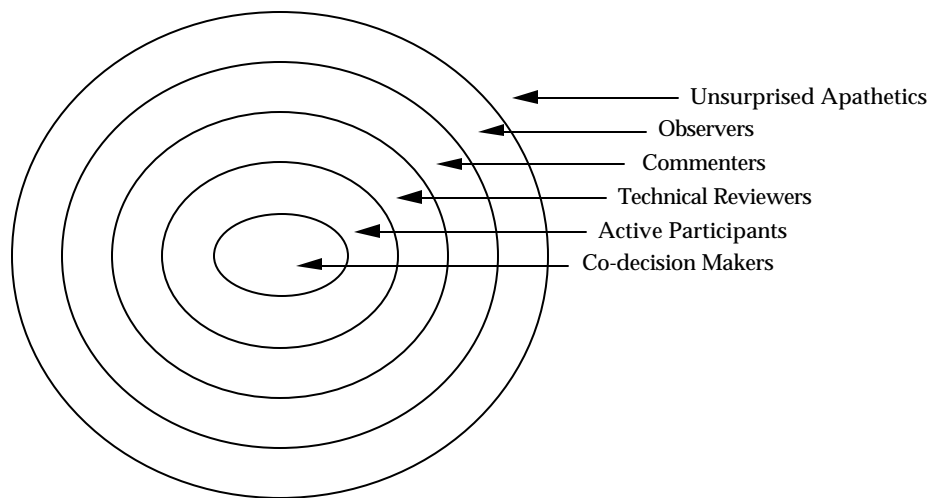 Unsurprised Apathetics
Observers
Commenters
Technical Reviewers
Active Participants
Co-decision Makers